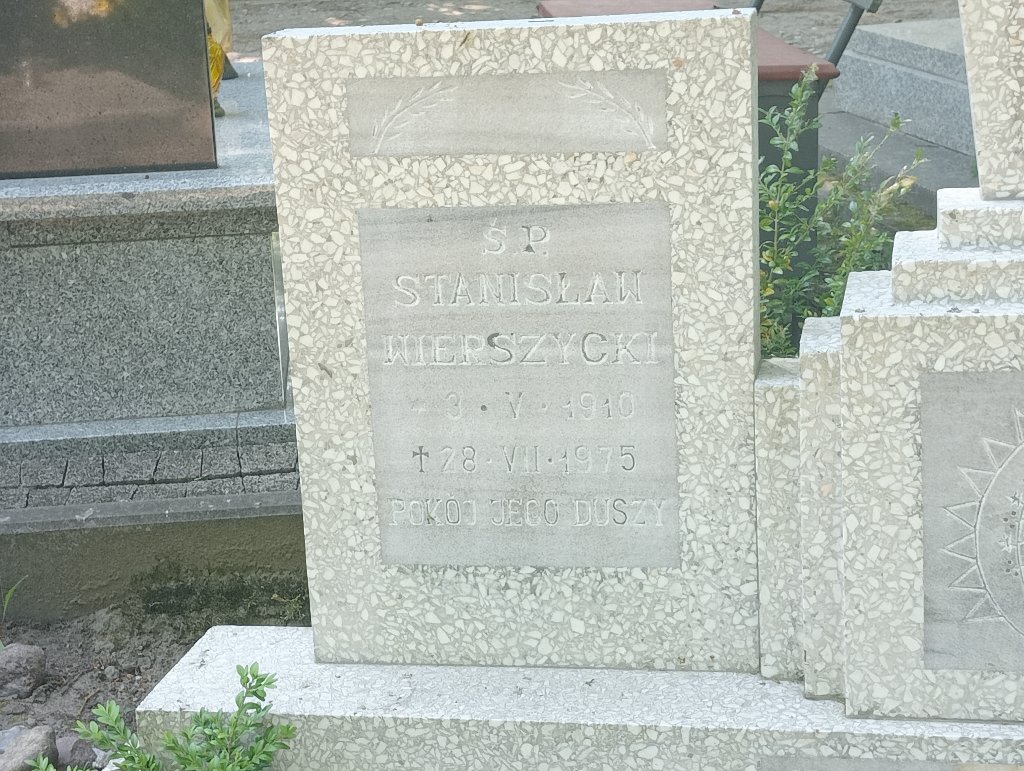 Ś.P.
STANISŁAW
WIERSZYCKI
* 3 · V · 1910
† 28 · VII · 1975
POKÓJ JEGO DUSZY